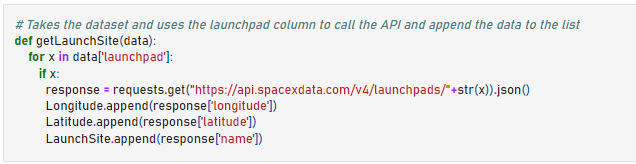 # Takes the dataset and uses the launchpad column to call the API and append the data to the list
def getLaunchSite(data):
    for x in data['launchpad']:
        if x:
          response = requests.get("https://api.spacexdata.com/v4/launchpads/"+str(x)).json()
          Longitude.append(response['longitude'])
          Latitude.append(response['latitude'])
          LaunchSite.append(response['name'])